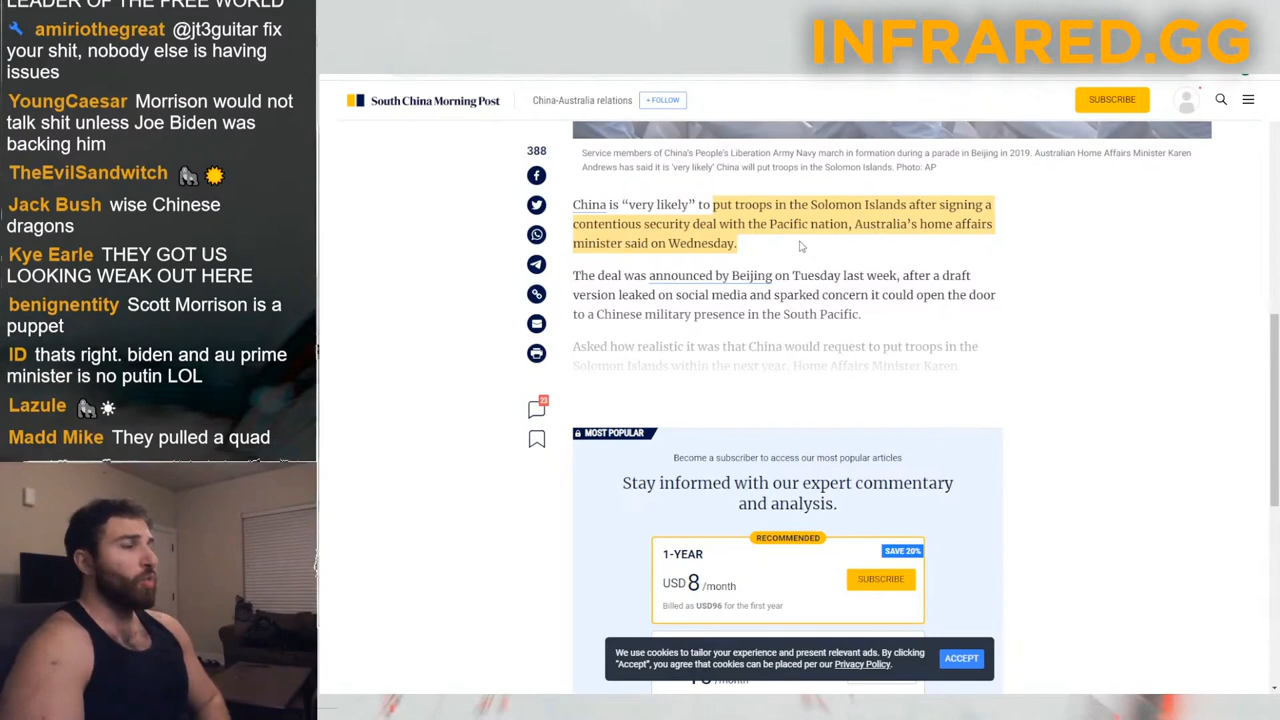 LEADER OF THE FREE WORLD
amiriothegreat @jt3guitar fix
your shit, nobody else is having
issues
YoungCaesar Morrison would not
talk shit unless Joe Biden was
backing him
TheEvilSandwitch
Jack Bush wise Chinese
dragons
Kye Earle THEY GOT US
LOOKING WEAK OUT HERE
benignentity Scott Morrison is a
puppet
ID thats right. biden and au prime
minister is no putin LOL
Lazule
Madd Mike They pulled a quad
INFRARED.GG
South China Morning Post
China-Australia relations
+ FOLLOW
SUBSCRIBE
388
Service members of China's People's Liberation Army Navy march in formation during a parade in Beijing in 2019. Australian Home Affairs Minister Karen
Andrews has said it is 'very likely' China will put troops in the Solomon Islands. Photo: AP
China is “very likely” to put troops in the Solomon Islands after signing a
contentious security deal with the Pacific nation, Australia’s home affairs
minister said on Wednesday.
The deal was announced by Beijing on Tuesday last week, after a draft
version leaked on social media and sparked concern it could open the door
to a Chinese military presence in the South Pacific.
Asked how realistic it was that China would request to put troops in the
Solomon Islands within the next year, Home Affairs Minister Karen
23
MOST POPULAR
Become a subscriber to access our most popular articles
Stay informed with our expert commentary
and analysis.
RECOMMENDED
1-YEAR
SAVE 20%
USD 8 /month
SUBSCRIBE
Billed as USD96 for the first year
We use cookies to tailor your experience and present relevant ads. By clicking
"Accept", you agree that cookies can be placed per our Privacy Policy.
ACCEPT
/month